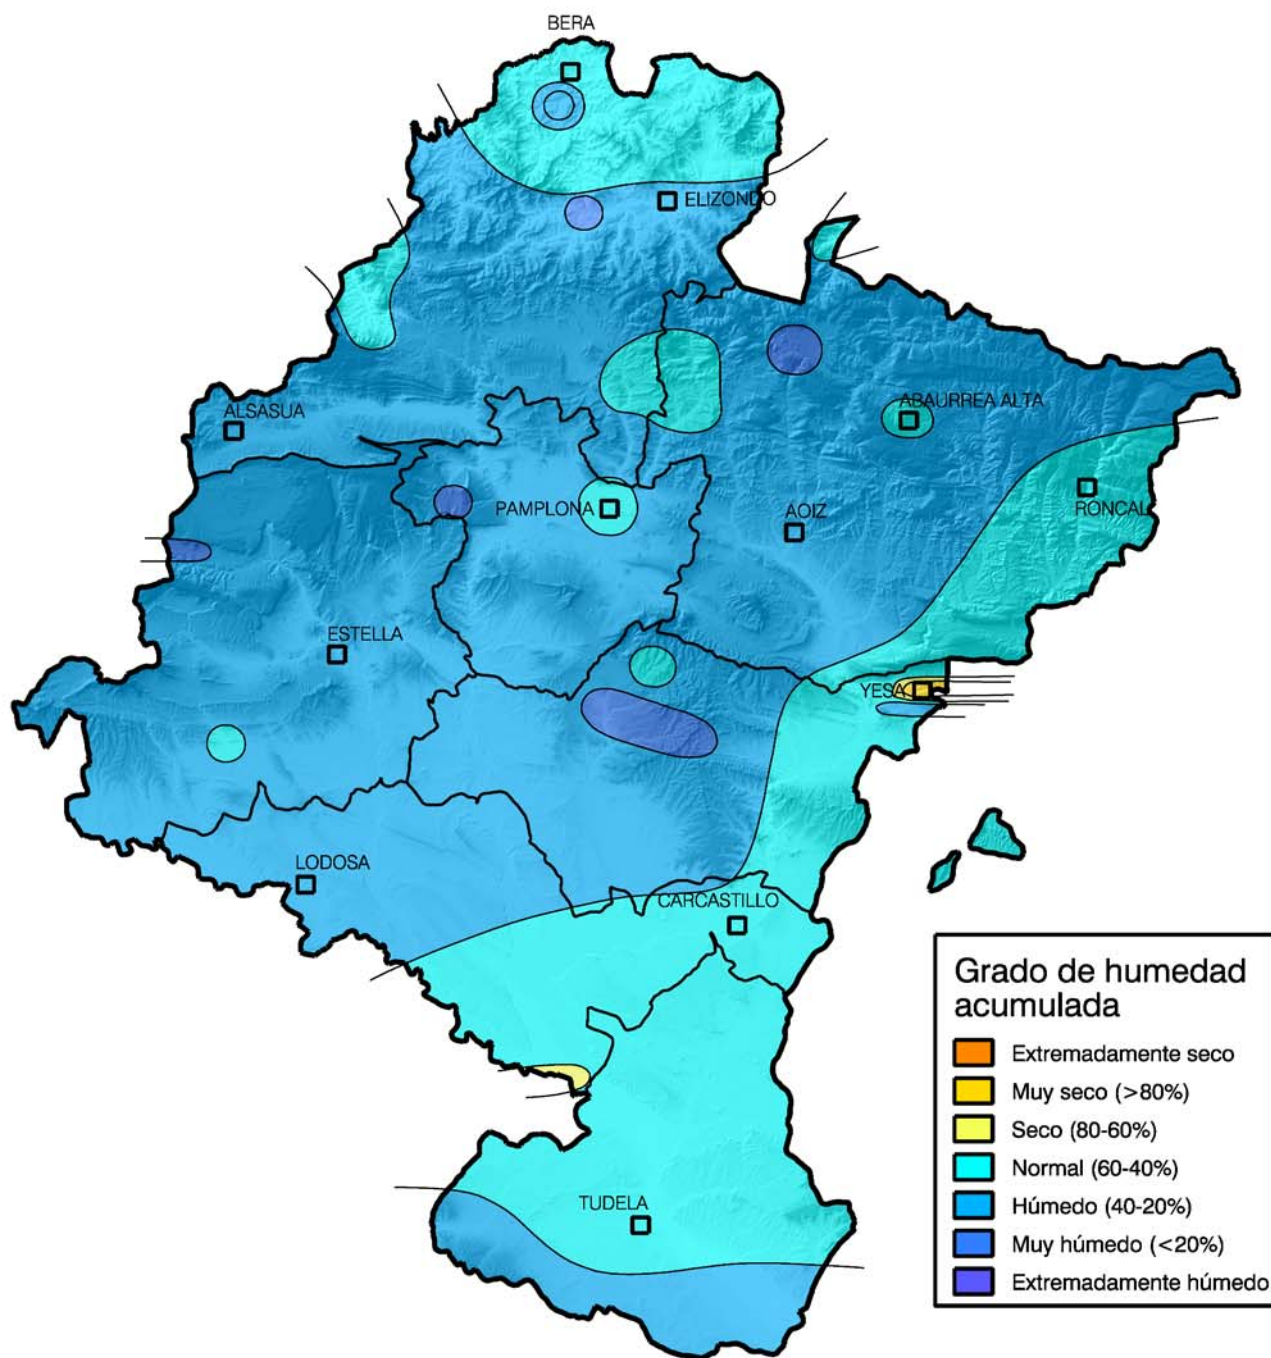 BERA
ELIZONDO
ALSASUA
ABAURREA ALTA
PAMPLONA
AOIZ
RONCAL
ESTELLA
YESA
LODOSA
CARCASTILLO
TUDELA
Grado de humedad
acumulada
Extremadamente seco
Muy seco (>80%)
Seco (80-60%)
Normal (60-40%)
Húmedo (40-20%)
Muy húmedo (<20%)
Extremadamente húmedo